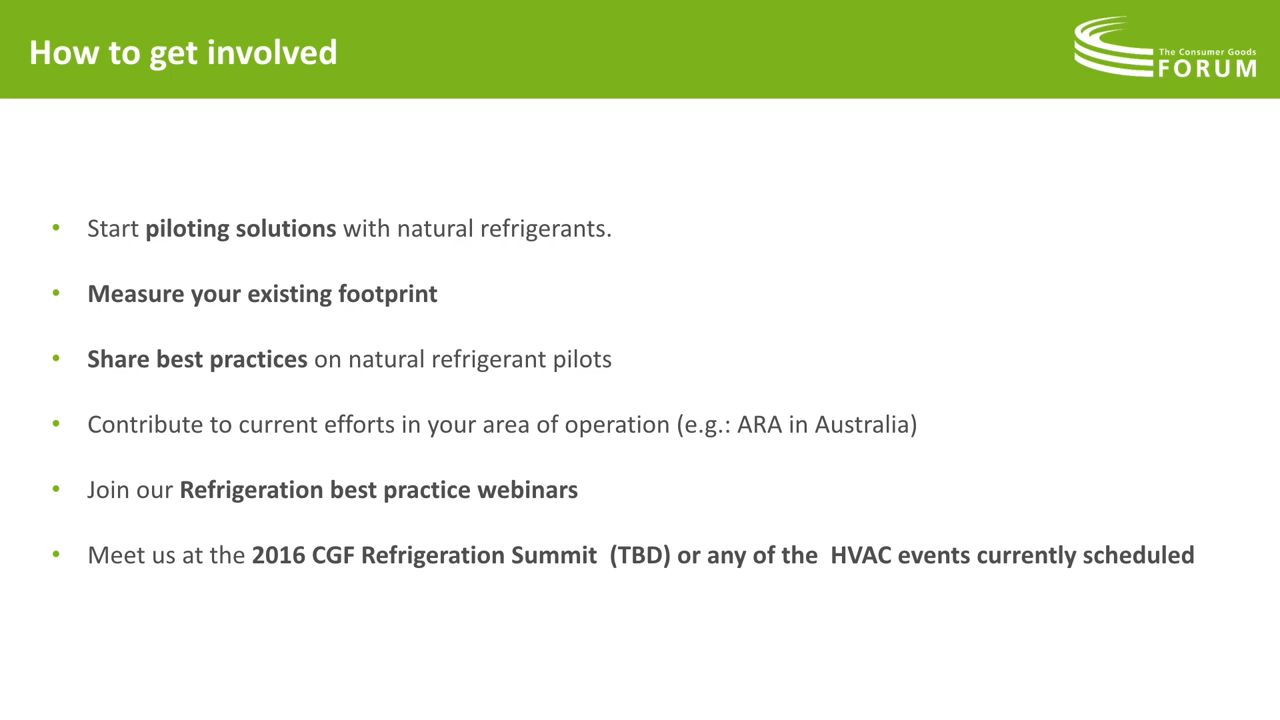 How to get involved
The Consumer Goods
FORUM
• Start piloting solutions with natural refrigerants.
• Measure your existing footprint
• Share best practices on natural refrigerant pilots
• Contribute to current efforts in your area of operation (e.g.: ARA in Australia)
• Join our Refrigeration best practice webinars
• Meet us at the 2016 CGF Refrigeration Summit  (TBD) or any of the  HVAC events currently scheduled